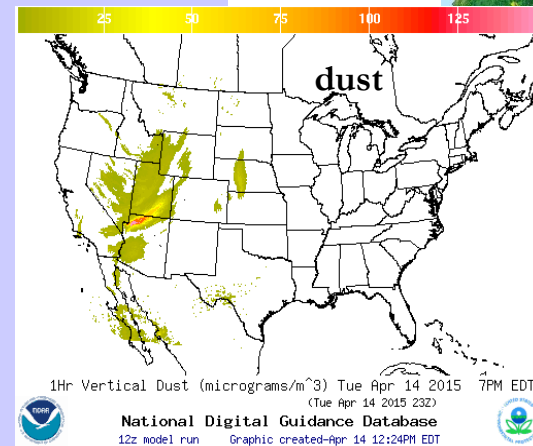 25 50 75 100 125
dust
1Hr Vertical Dust (micrograms/m^3) Tue Apr 14 2015 7PM EDT
(Tue Apr 14 2015 23Z)
National Digital Guidance Database
12z model run Graphic created-Apr 14 12:24PM EDT
NOAA